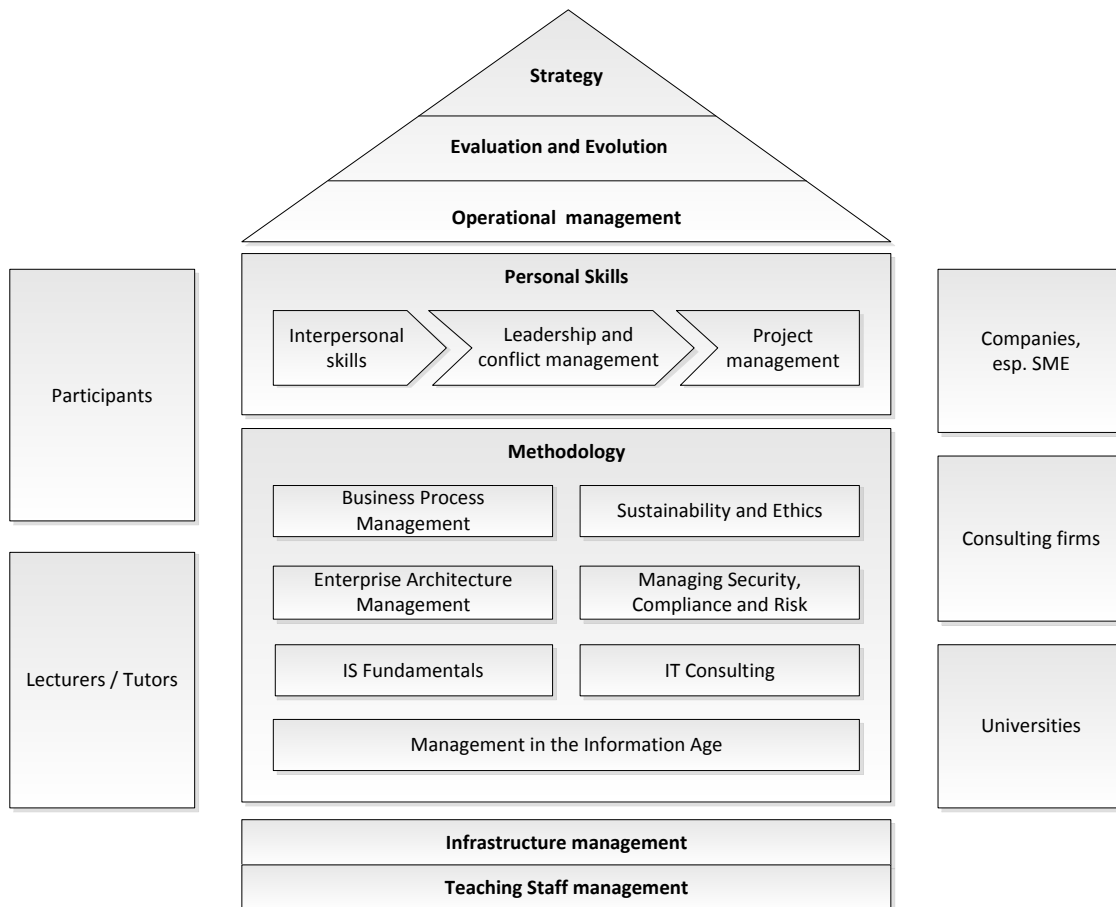 Strategy
Evaluation and Evolution
Operational management
Personal Skills
Interpersonal
skills
Leadership and
conflict management
Project
management
Participants
Lecturers / Tutors
Methodology
Business Process
Management
Sustainability and Ethics
Enterprise Architecture
Management
Managing Security,
Compliance and Risk
IS Fundamentals
IT Consulting
Management in the Information Age
Companies,
esp. SME
Consulting firms
Universities
Infrastructure management
Teaching Staff management